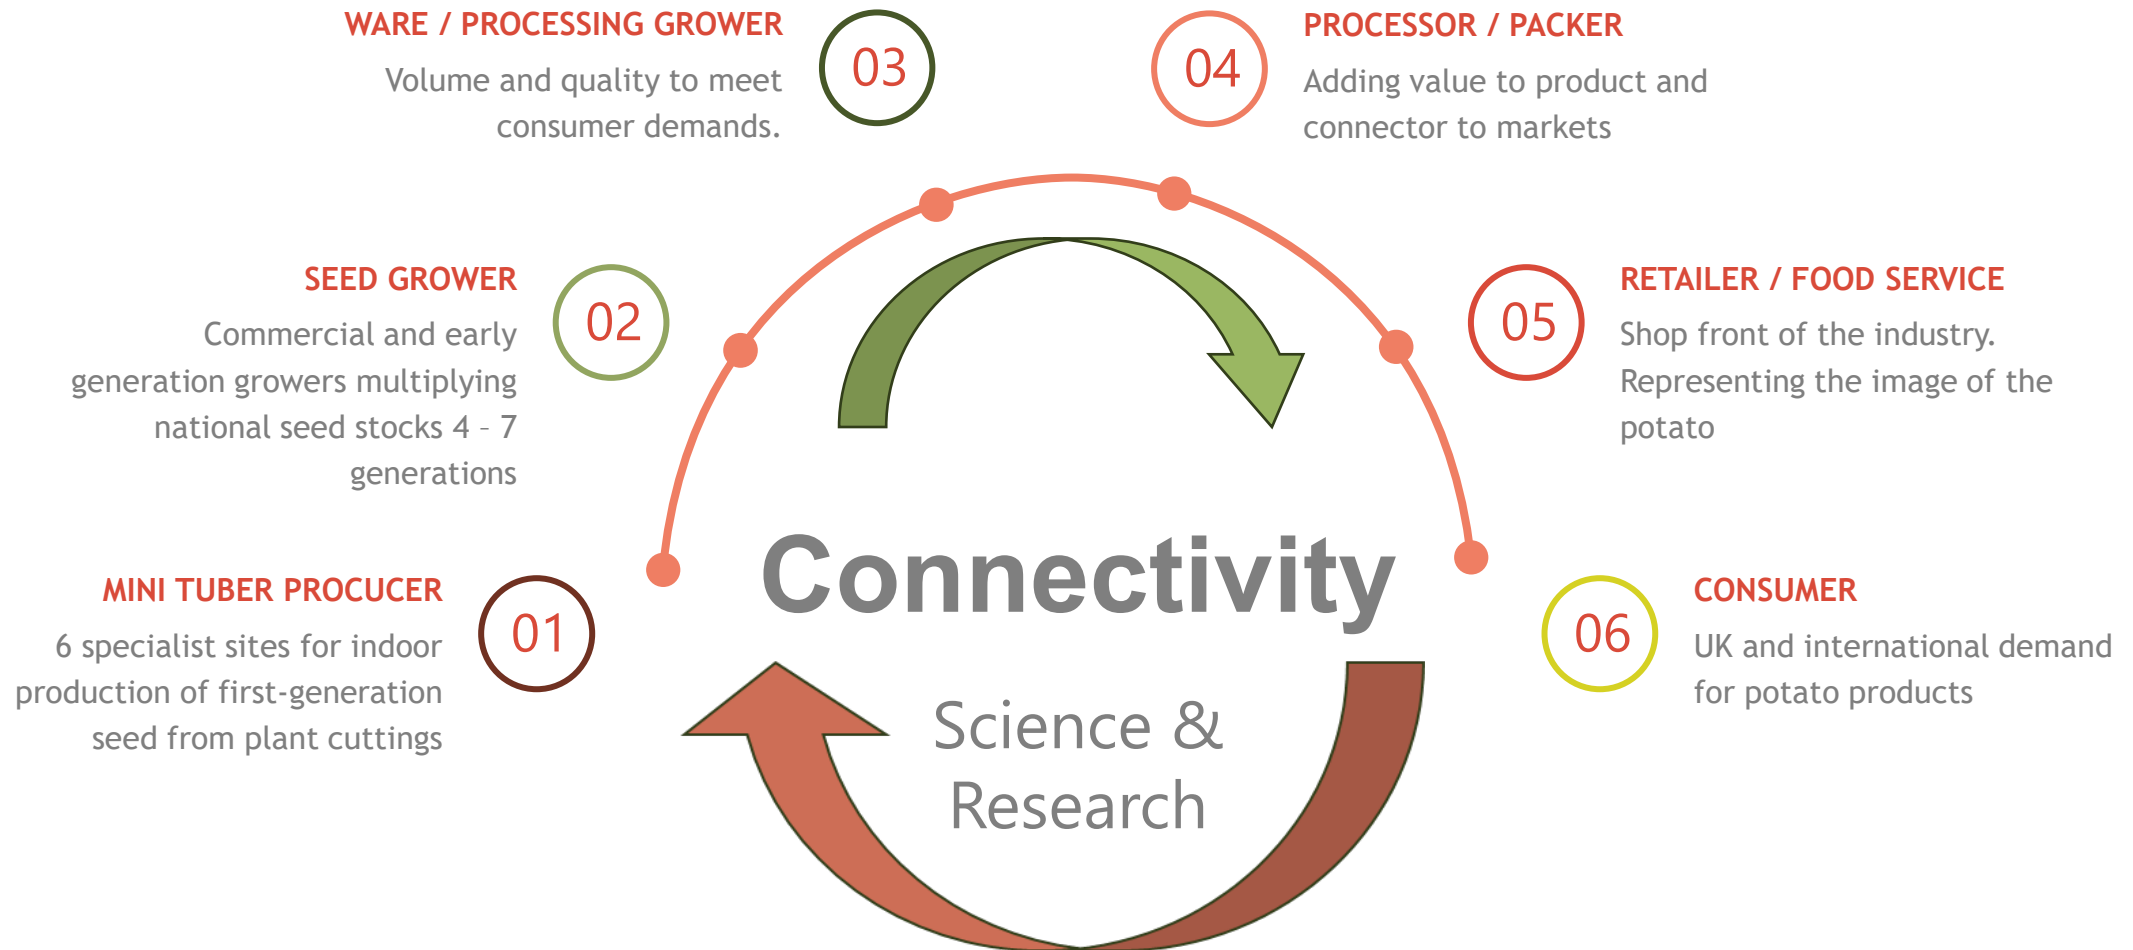 WARE / PROCESSING GROWER
Volume and quality to meet
consumer demands.
03
04
PROCESSOR / PACKER
Adding value to product and
connector to markets
SEED GROWER
Commercial and early
generation growers multiplying
national seed stocks 4 – 7
generations
02
05
RETAILER / FOOD SERVICE
Shop front of the industry.
Representing the image of the
potato
MINI TUBER PROCUCER
6 specialist sites for indoor
production of first-generation
seed from plant cuttings
01
Connectivity
Science &
Research
06
CONSUMER
UK and international demand
for potato products